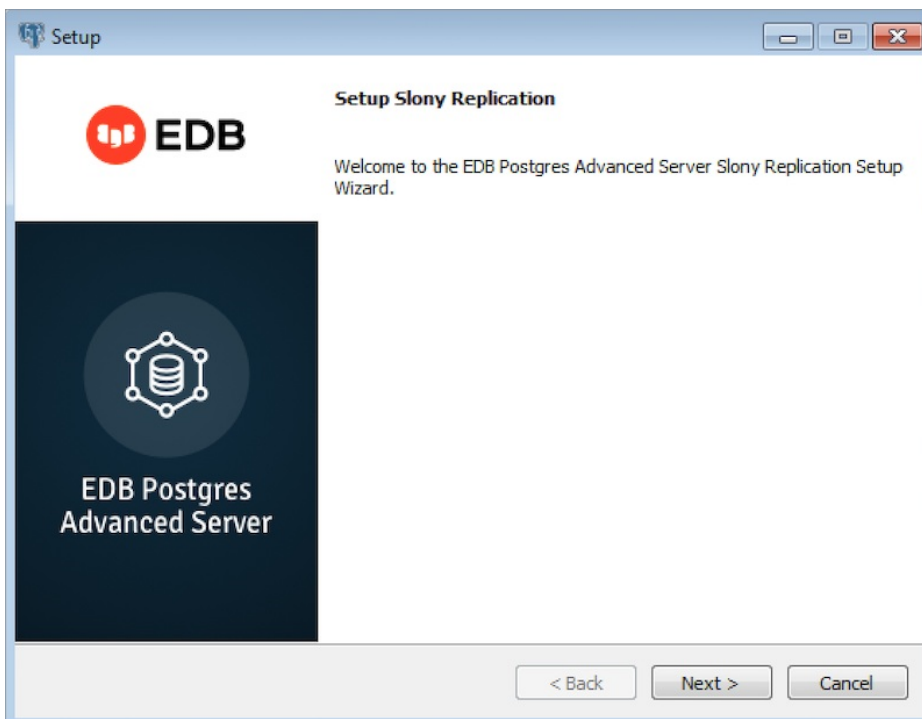 Setup
EDB
Setup Slony Replication
Welcome to the EDB Postgres Advanced Server Slony Replication Setup
Wizard.
EDB Postgres
Advanced Server
< Back
Next >
Cancel